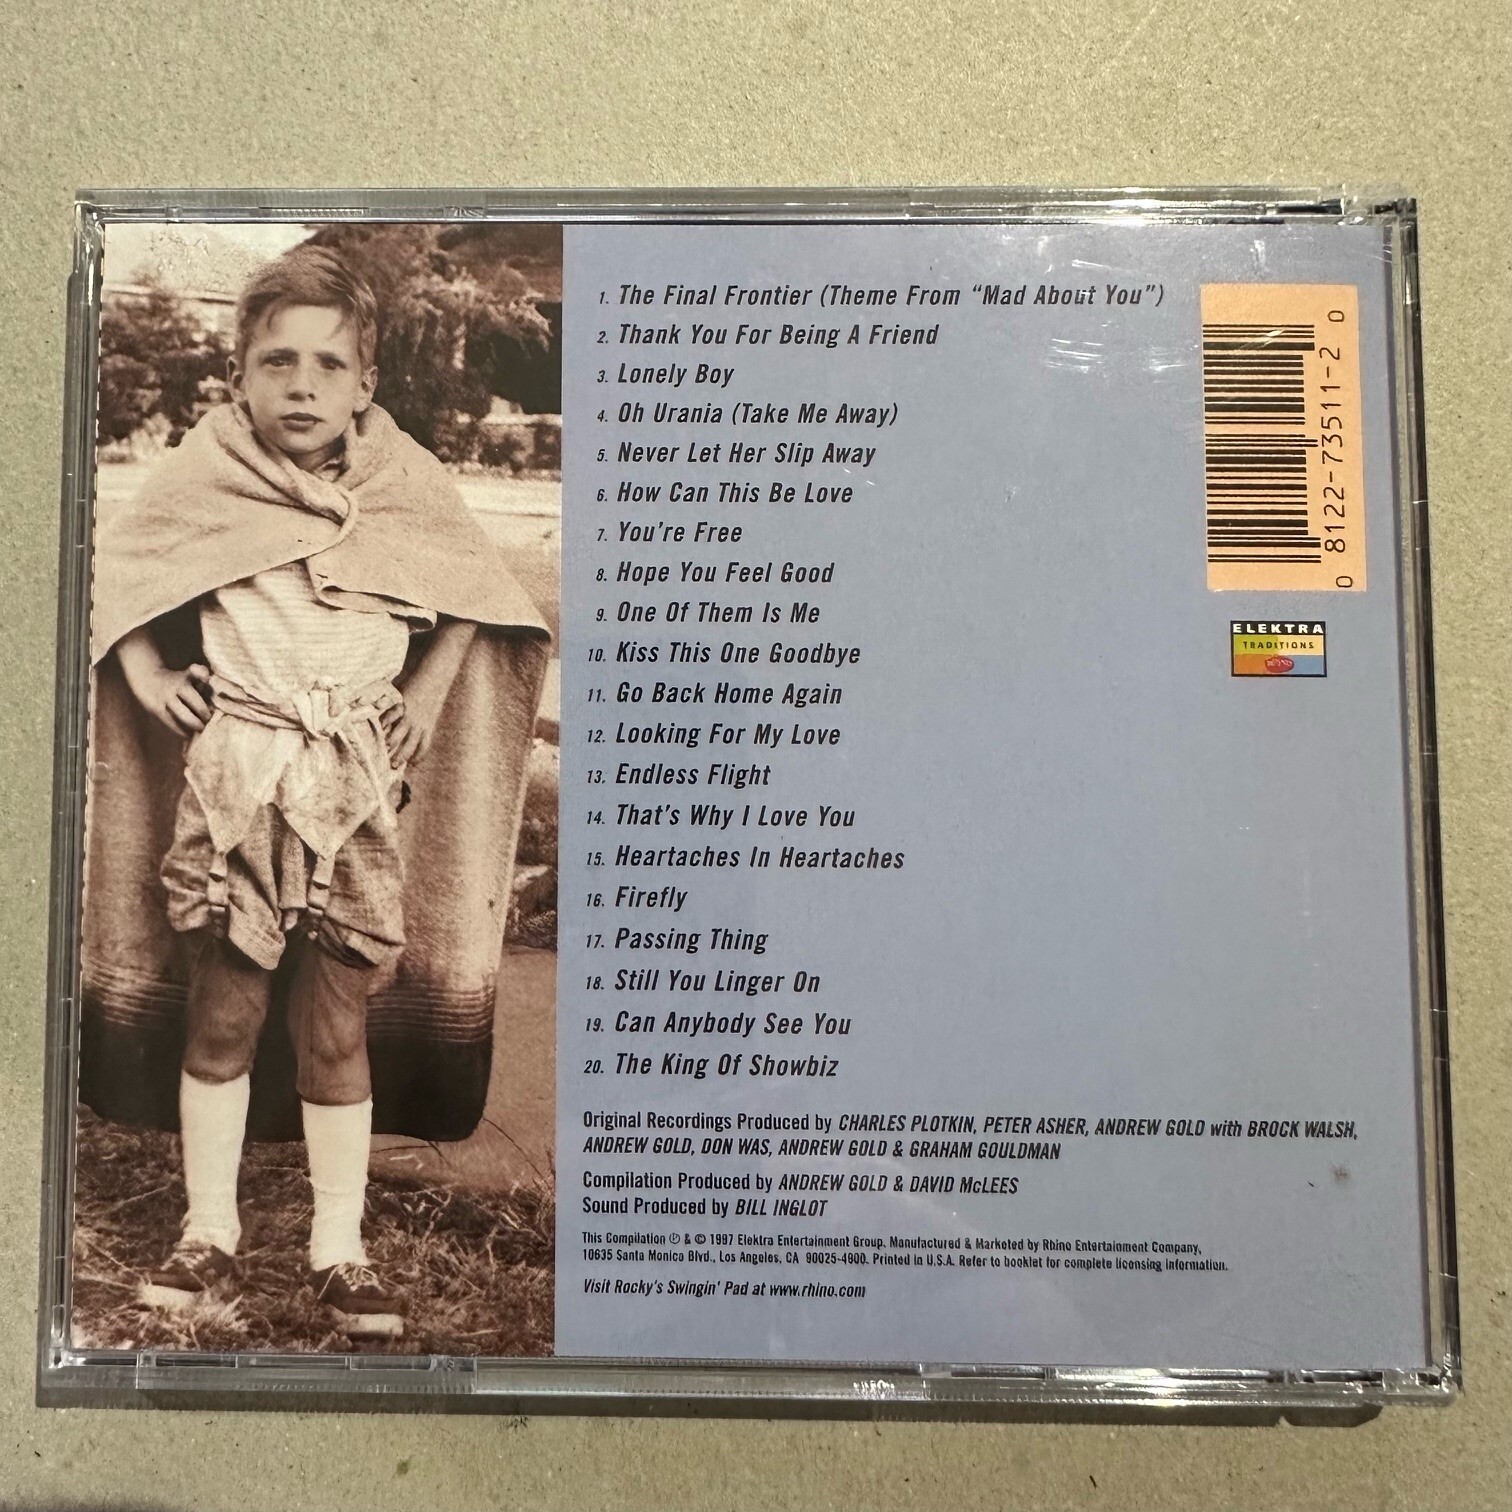 1. The Final Frontier (Theme From "Mad About You")
2. Thank You For Being A Friend
3. Lonely Boy
4. Oh Urania (Take Me Away)
5. Never Let Her Slip Away
6. How Can This Be Love
7. You're Free
8. Hope You Feel Good
9. One Of Them Is Me
10. Kiss This One Goodbye
11. Go Back Home Again
12. Looking For My Love
13. Endless Flight
14. That's Why I Love You
15. Heartaches In Heartaches
16. Firefly
17. Passing Thing
18. Still You Linger On
19. Can Anybody See You
20. The King Of Showbiz
Original Recordings Produced by CHARLES PLOTKIN, PETER ASHER, ANDREW GOLD with BROCK WALSH,
ANDREW GOLD, DON WAS, ANDREW GOLD & GRAHAM GOULDMAN
Compilation Produced by ANDREW GOLD & DAVID McLEES
Sound Produced by BILL INGLOT
This Compilation ℗ & © 1997 Elektra Entertainment Group. Manufactured & Marketed by Rhino Entertainment Company,
10635 Santa Monica Blvd., Los Angeles, CA 90025-4900. Printed in U.S.A. Refer to booklet for complete licensing information.
Visit Rocky's Swingin' Pad at www.rhino.com
0 8122-73511-2 0
ELEKTRA
TRADITIONS